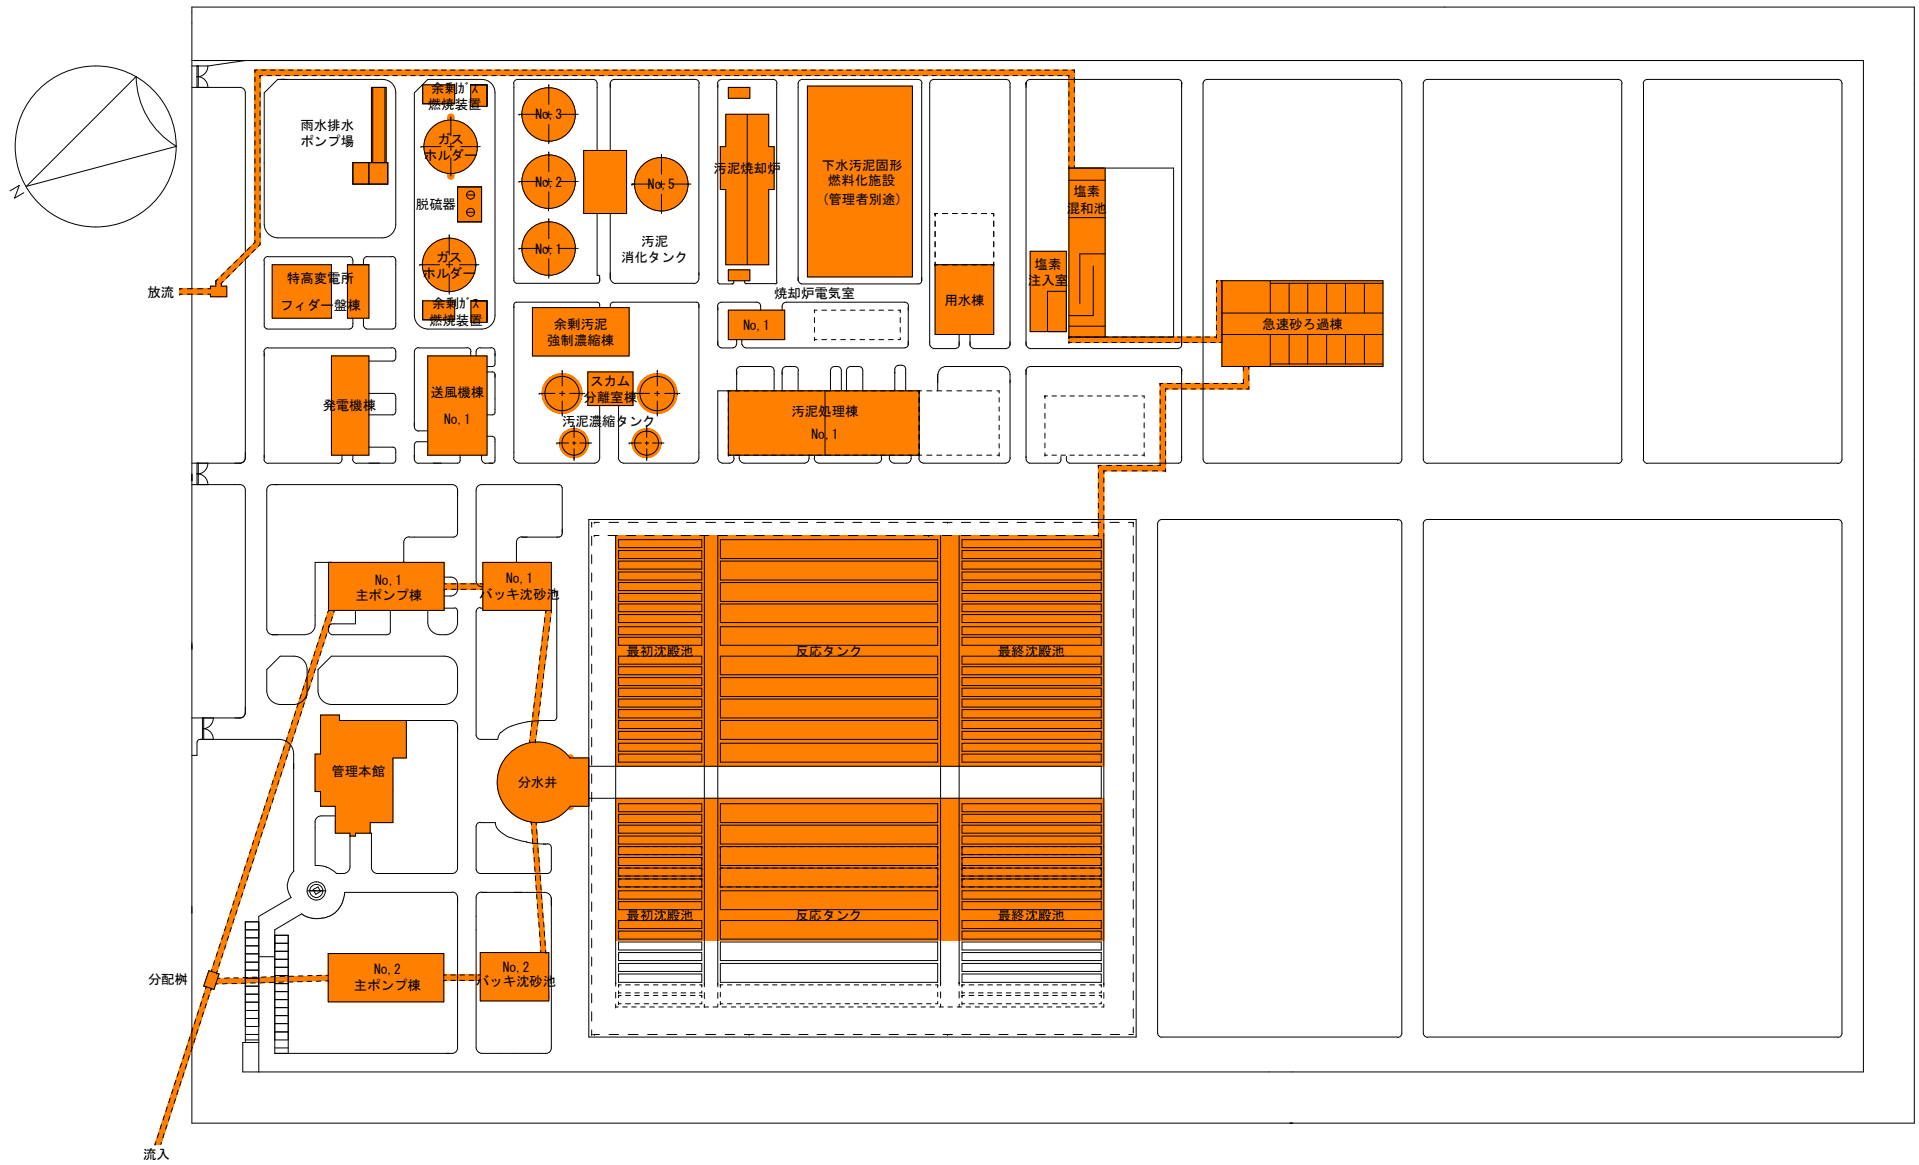 N
雨水排水
ポンプ場
余剰ｶﾞｽ
燃焼装置
ガス
ホルダー
脱硫器
ガス
ホルダー
余剰ｶﾞｽ
燃焼装置
No,3
No,2
No,1
No,5
汚泥
消化タンク
汚泥焼却炉
下水汚泥固形
燃料化施設
(管理者別途)
塩素
混和池
塩素
注入室
用水棟
急速砂ろ過棟
放流
特高変電所
フィダー盤棟
焼却炉電気室
No,1
余剰汚泥
強制濃縮棟
スカム
分離室棟
汚泥濃縮タンク
発電機棟
送風機棟
No,1
汚泥処理棟
No,1
No,1
主ポンプ棟
No,1
バッキ沈砂池
最初沈殿池
反応タンク
最終沈殿池
管理本館
分水井
最初沈殿池
反応タンク
最終沈殿池
分配桝
No,2
主ポンプ棟
No,2
バッキ沈砂池
流入